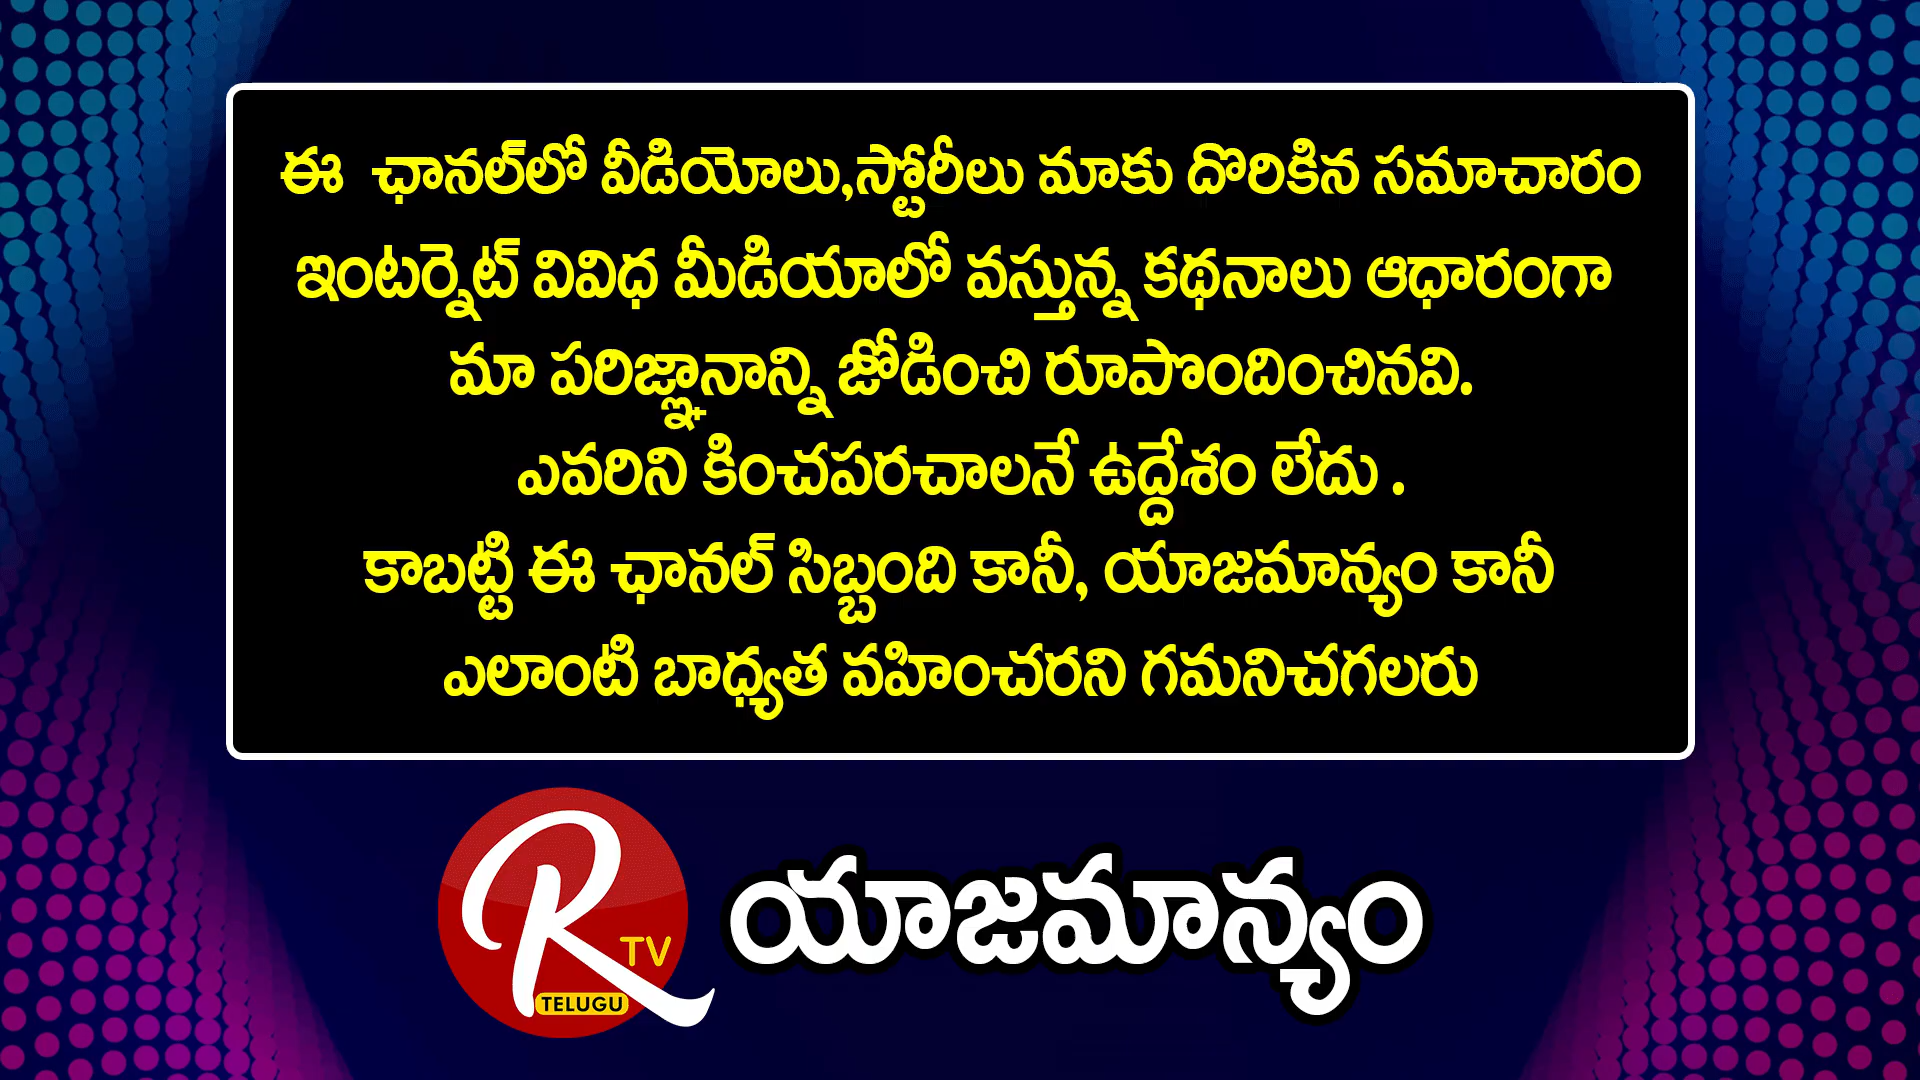 ఈ ఛానల్‌లో వీడియోలు,స్టోరీలు మాకు దొరికిన సమాచారం
ఇంటర్నెట్ వివిధ మీడియాలో వస్తున్న కథనాలు ఆధారంగా
మా పరిజ్ఞానాన్ని జోడించి రూపొందించినవి.
ఎవరిని కించపరచాలనే ఉద్దేశం లేదు .
కాబట్టి ఈ ఛానల్ సిబ్బంది కానీ, యాజమాన్యం కానీ
ఎలాంటి బాధ్యత వహించరని గమనిచగలరు
R TV
TELUGU
యాజమాన్యం